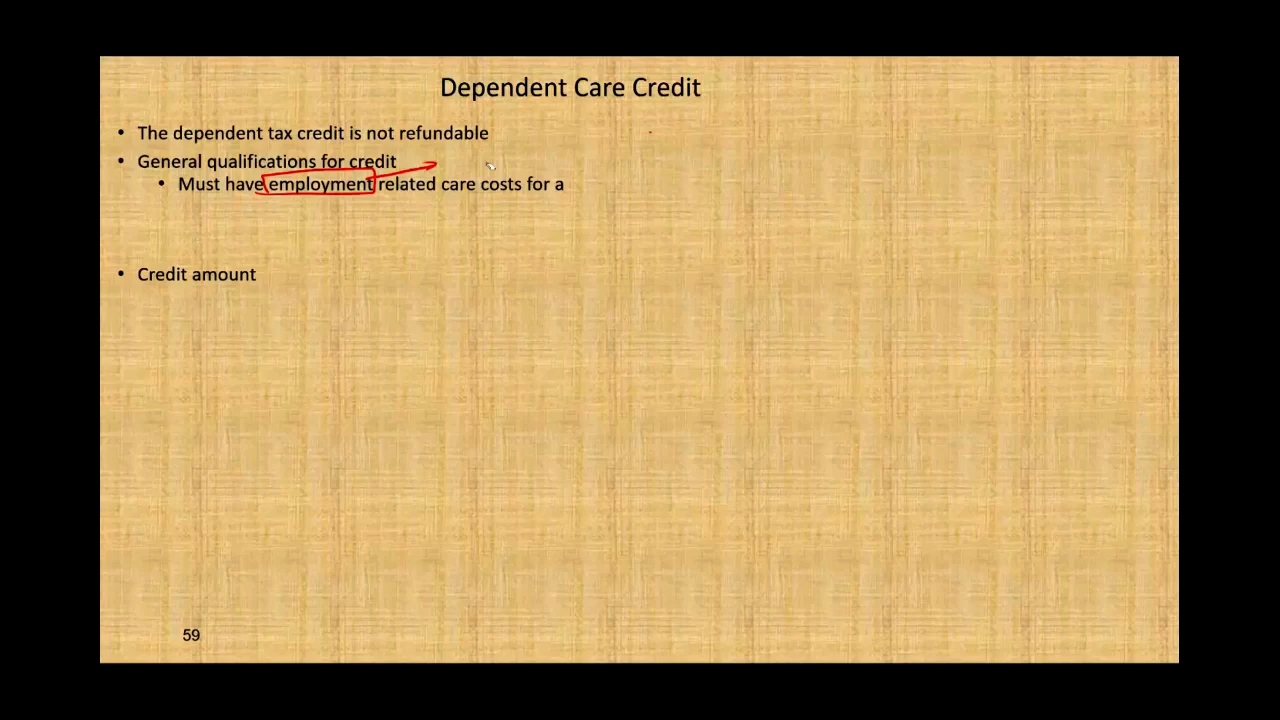 Dependent Care Credit
• The dependent tax credit is not refundable
• General qualifications for credit
• Must have employment related care costs for a
• Credit amount
59